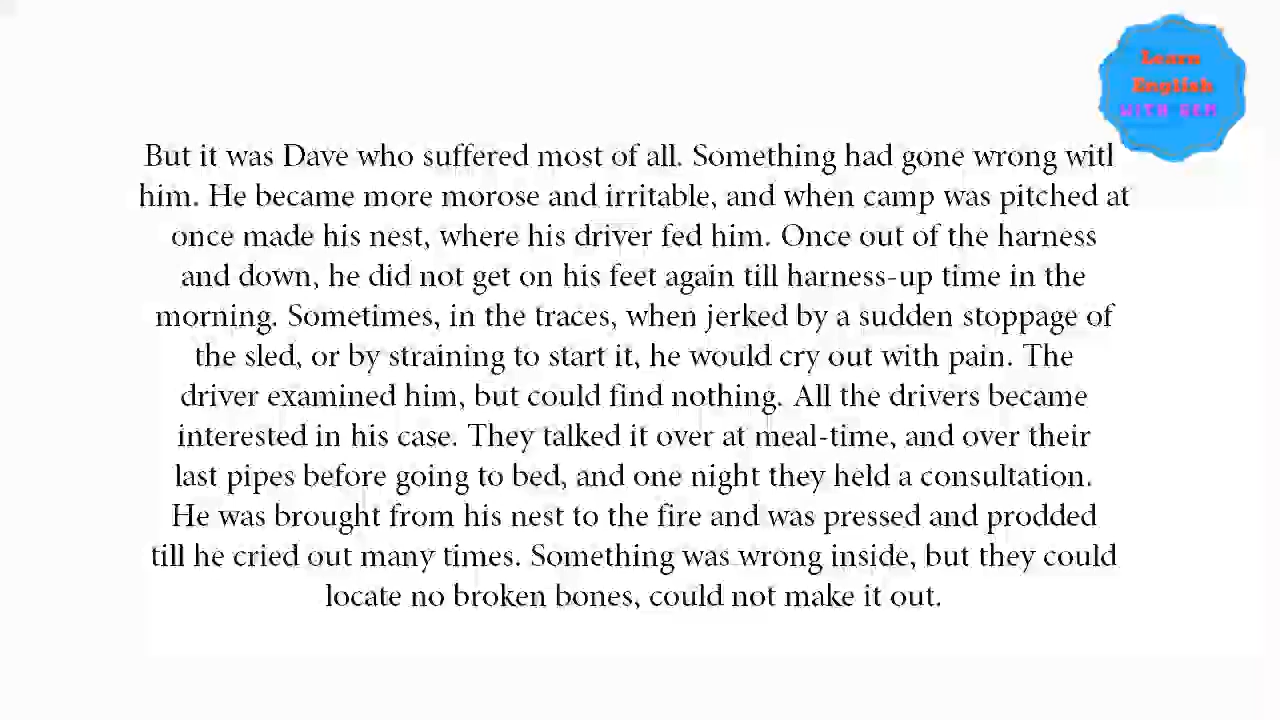 Learn
English
WITH GEM
But it was Dave who suffered most of all. Something had gone wrong with
him. He became more morose and irritable, and when camp was pitched at
once made his nest, where his driver fed him. Once out of the harness
and down, he did not get on his feet again till harness-up time in the
morning. Sometimes, in the traces, when jerked by a sudden stoppage of
the sled, or by straining to start it, he would cry out with pain. The
driver examined him, but could find nothing. All the drivers became
interested in his case. They talked it over at meal-time, and over their
last pipes before going to bed, and one night they held a consultation.
He was brought from his nest to the fire and was pressed and prodded
till he cried out many times. Something was wrong inside, but they could
locate no broken bones, could not make it out.